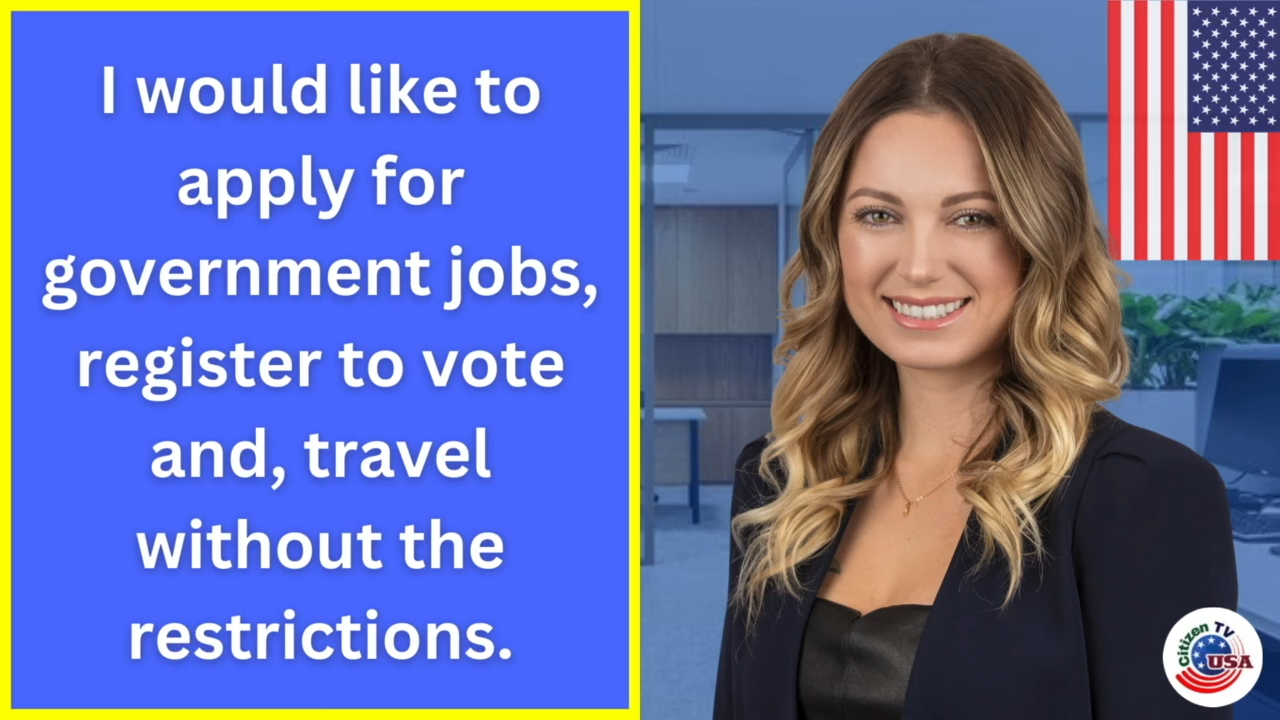 I would like to
apply for
government jobs,
register to vote
and, travel
without the
restrictions.
Citizen TV
USA